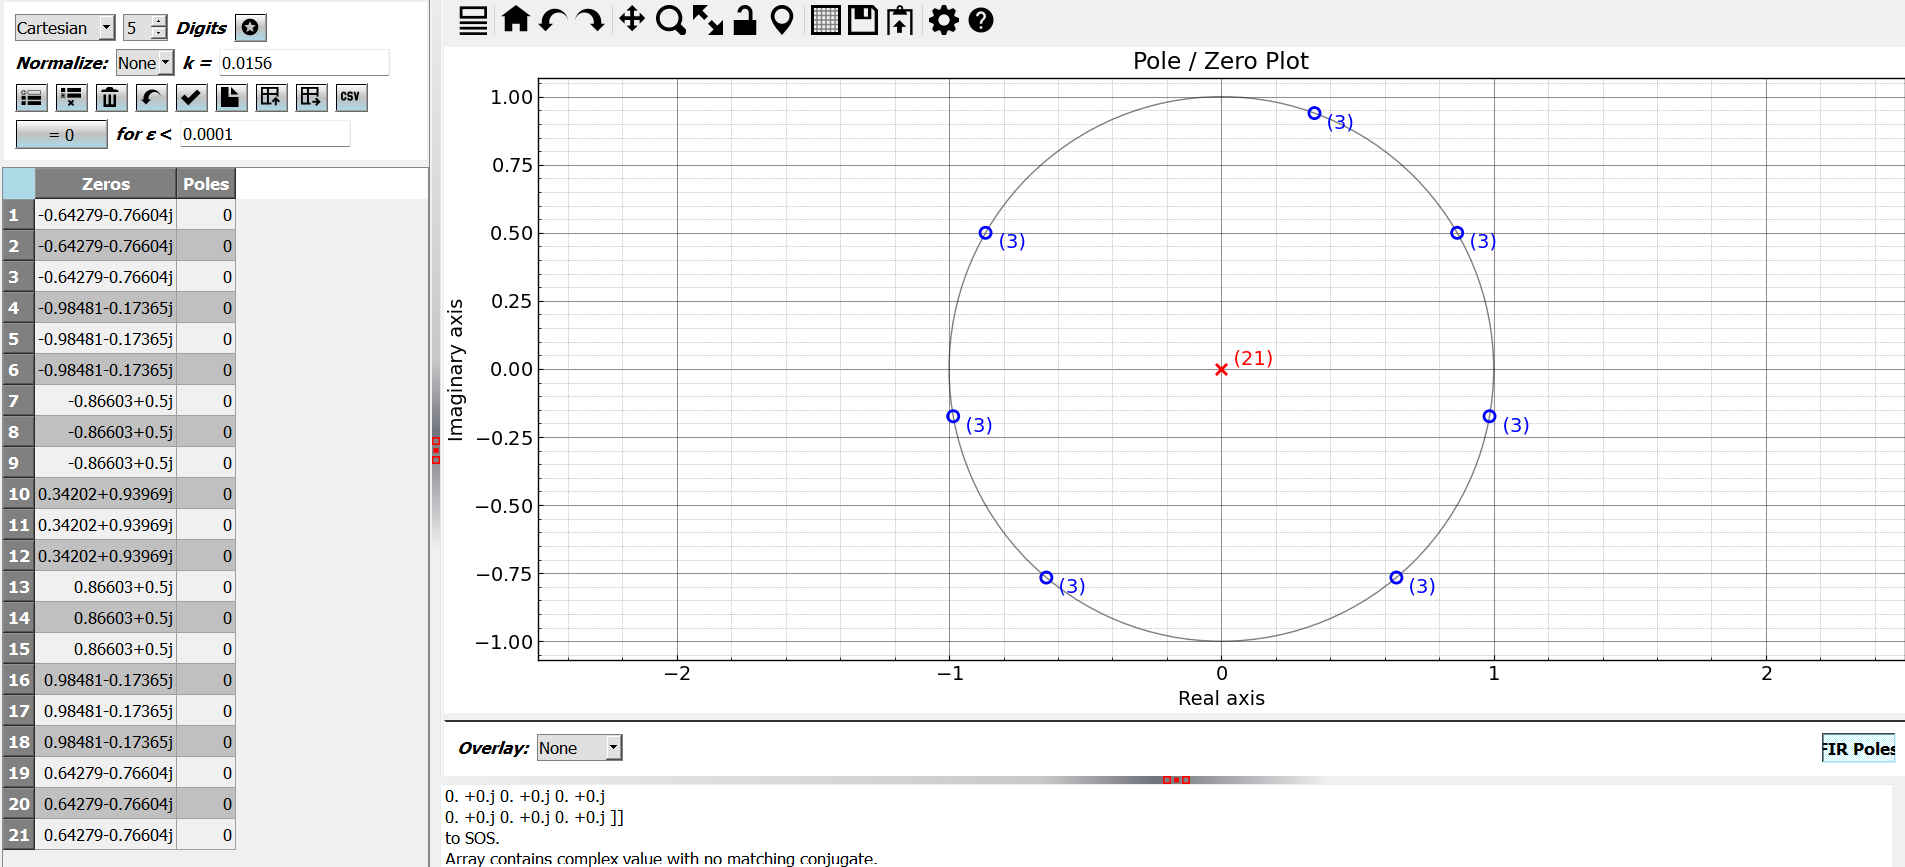 Cartesian 5 Digits
Normalize: None k = 0.0156
CSV
= 0 for ε < 0.0001
Zeros Poles
1 -0.64279-0.76604j 0
2 -0.64279-0.76604j 0
3 -0.64279-0.76604j 0
4 -0.98481-0.17365j 0
5 -0.98481-0.17365j 0
6 -0.98481-0.17365j 0
7 -0.86603+0.5j 0
8 -0.86603+0.5j 0
9 -0.86603+0.5j 0
10 0.34202+0.93969j 0
11 0.34202+0.93969j 0
12 0.34202+0.93969j 0
13 0.86603+0.5j 0
14 0.86603+0.5j 0
15 0.86603+0.5j 0
16 0.98481-0.17365j 0
17 0.98481-0.17365j 0
18 0.98481-0.17365j 0
19 0.64279-0.76604j 0
20 0.64279-0.76604j 0
21 0.64279-0.76604j 0
Pole / Zero Plot
1.00
0.75
0.50
0.25
0.00
−0.25
−0.50
−0.75
−1.00
Imaginary axis
(3)
(3)
(3)
(21)
(3)
(3)
(3)
(3)
−2 −1 0 1 2
Real axis
Overlay: None
FIR Poles
0. +0.j 0. +0.j 0. +0.j
0. +0.j 0. +0.j 0. +0.j ]]
to SOS.
Array contains complex value with no matching conjugate.